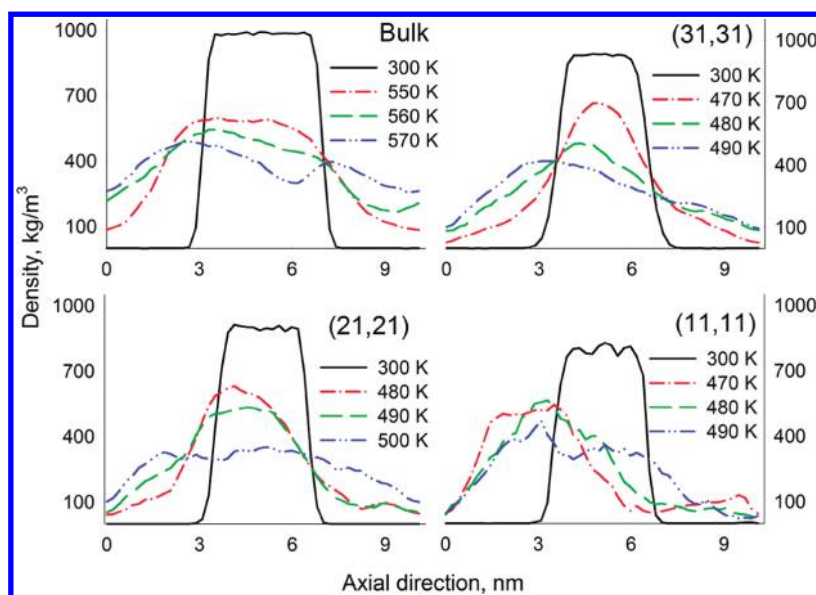 Bulk
300 K
550 K
560 K
570 K
1000
700
400
100
0
3
6
9
(31,31)
300 K
470 K
480 K
490 K
1000
700
400
100
0
3
6
9
Density, kg/m³
(21,21)
300 K
480 K
490 K
500 K
1000
700
400
100
0
3
6
9
(11,11)
300 K
470 K
480 K
490 K
1000
700
400
100
0
3
6
9
Axial direction, nm